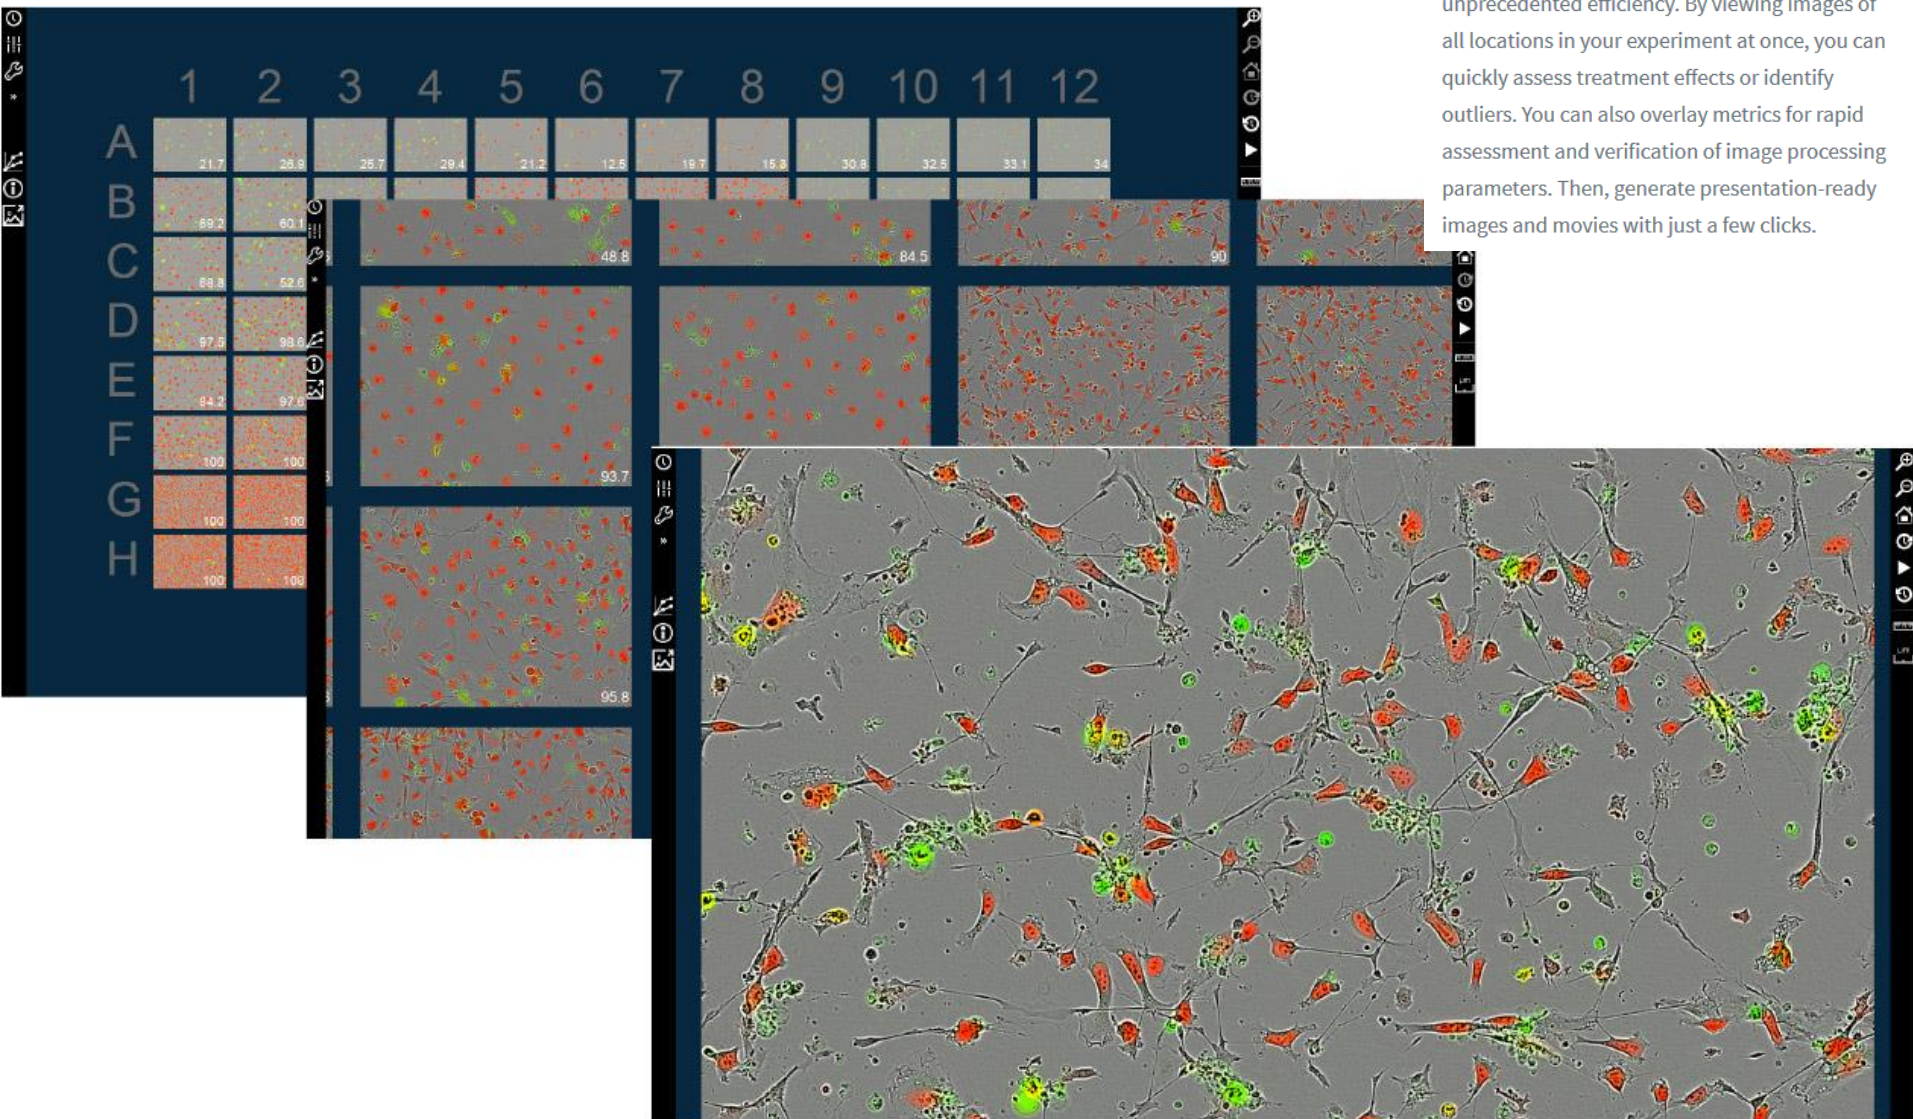 unprecedented efficiency. By viewing images of
all locations in your experiment at once, you can
quickly assess treatment effects or identify
outliers. You can also overlay metrics for rapid
assessment and verification of image processing
parameters. Then, generate presentation-ready
images and movies with just a few clicks.
1 2 3 4 5 6 7 8 9 10 11 12
A 21.7 26.9 25.7 29.4 21.2 12.5 19.7 15.8 30.8 32.5 33.1 34
B 69.2 60.1
C 68.8 52.6
D 97.5 98.6
E 94.2 97.6
F 100 100
G 100 100
H 100 100
48.8 84.5 90
93.7
95.8